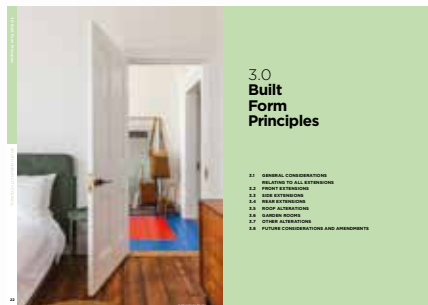 3.0
Built
Form
Principles
3.1 GENERAL CONSIDERATIONS
RELATING TO ALL EXTENSIONS
3.2 FRONT EXTENSIONS
3.3 SIDE EXTENSIONS
3.4 REAR EXTENSIONS
3.5 ROOF ALTERATIONS
3.6 GARDEN ROOMS
3.7 OTHER ALTERATIONS
3.8 FUTURE CONSIDERATIONS AND AMENDMENTS
22